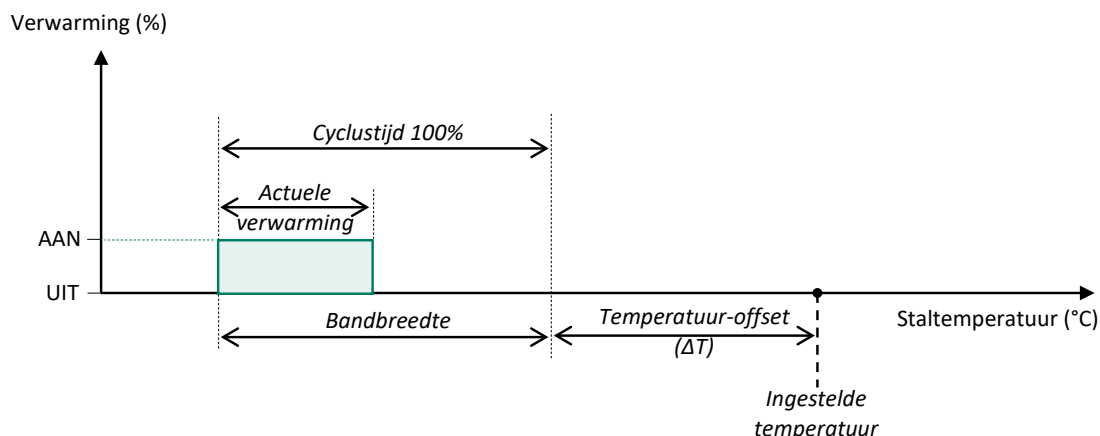 Verwarming (%)
Cyclustijd 100%
Actuele
verwarming
AAN
UIT
Bandbreedte
Temperatuur-offset
(ΔT)
Staltemperatuur (°C)
Ingestelde
temperatuur